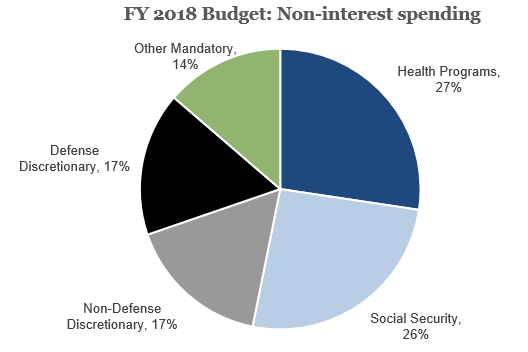 FY 2018 Budget: Non-interest spending
Other Mandatory,
14%
Health Programs,
27%
Defense
Discretionary, 17%
Non-Defense
Discretionary, 17%
Social Security,
26%